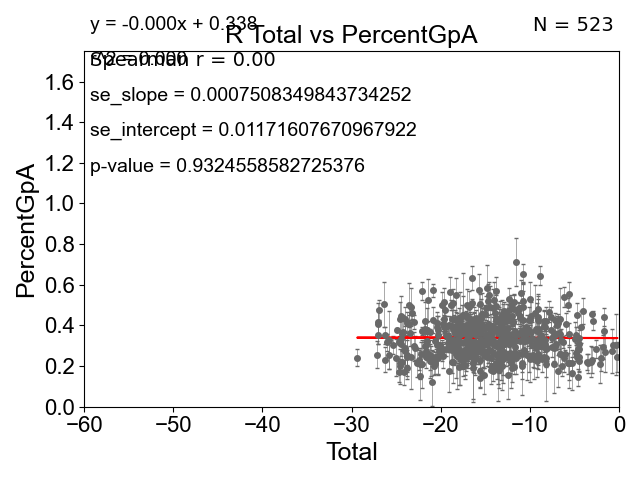 y = -0.000x + 0.338
N = 523
R Total vs PercentGpA
Spearman r = 0.00
se_slope = 0.0007508349843734252
se_intercept = 0.01171607670967922
p-value = 0.9324558582725376
PercentGpA
1.6
1.4
1.2
1.0
0.8
0.6
0.4
0.2
0.0
−60
−50
−40
−30
−20
−10
0
Total